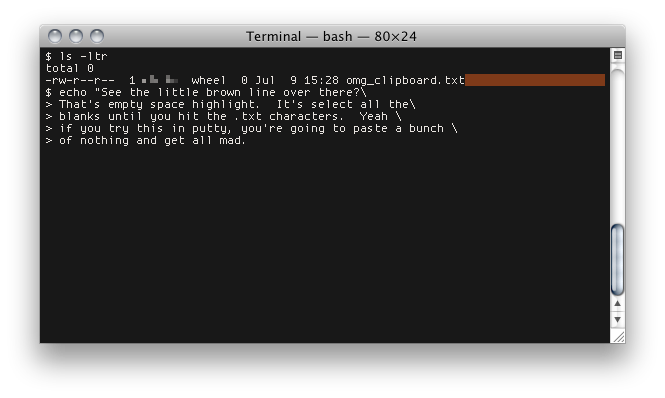 Terminal — bash — 80×24
$ ls -ltr
total 0
-rw-r--r--  1  wheel  0 Jul  9 15:28 omg_clipboard.txt
$ echo "See the little brown line over there?\
> That's empty space highlight.  It's select all the\
> blanks until you hit the .txt characters.  Yeah \
> if you try this in putty, you're going to paste a bunch \
> of nothing and get all mad.